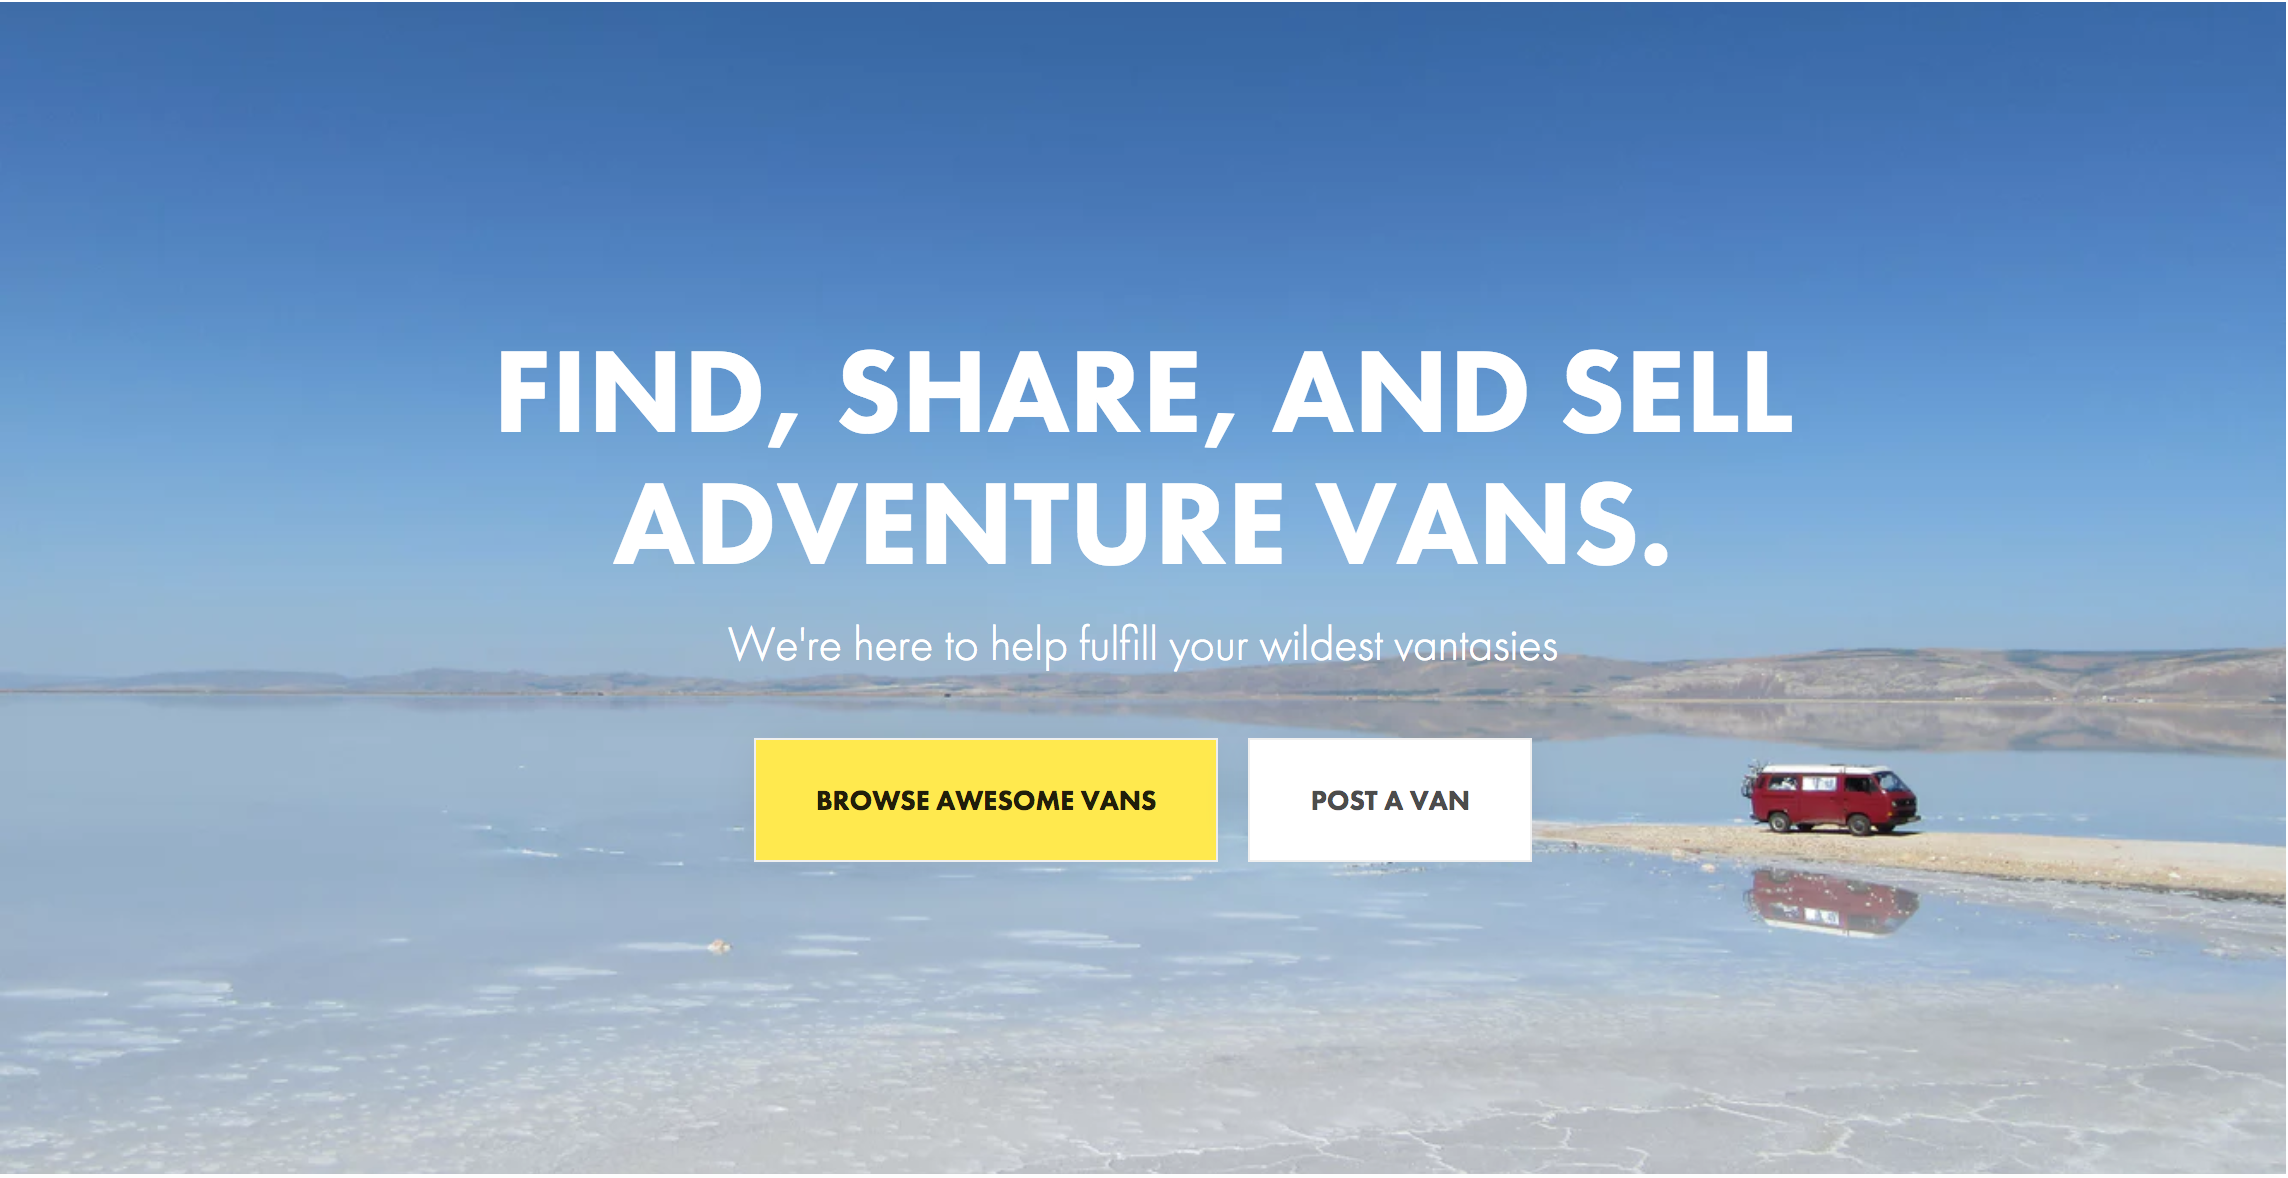 FIND, SHARE, AND SELL
ADVENTURE VANS.
We're here to help fulfill your wildest vantasies
BROWSE AWESOME VANS
POST A VAN